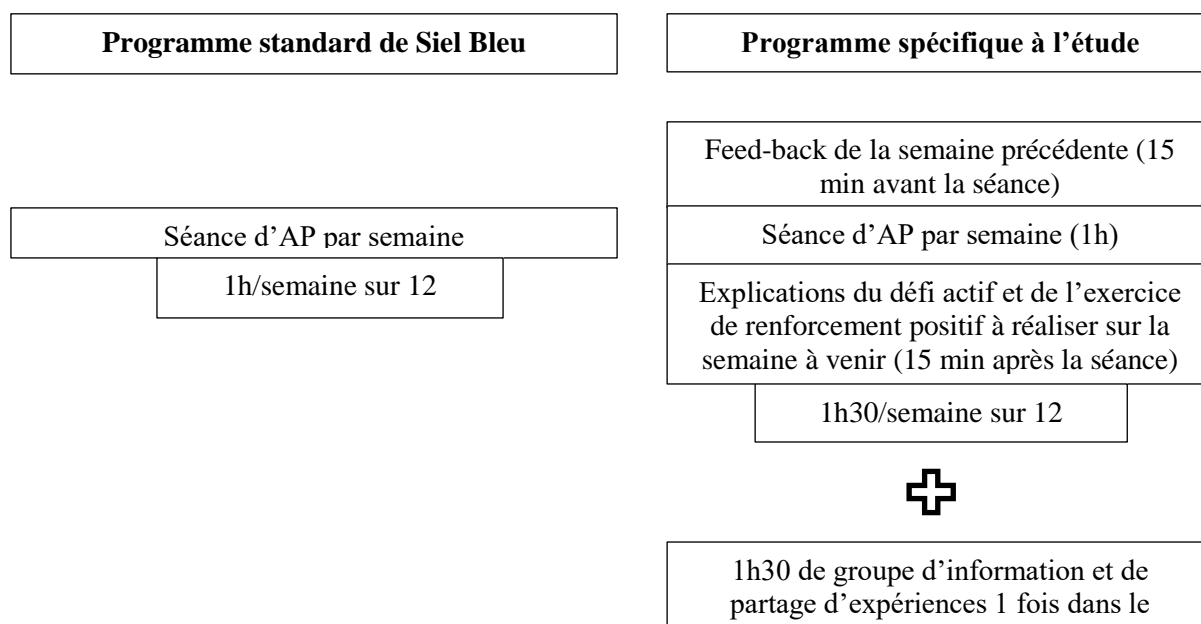 Programme standard de Siel Bleu
Séance d'AP par semaine
1h/semaine sur 12
Programme spécifique à l'étude
Feed-back de la semaine précédente (15
min avant la séance)
Séance d'AP par semaine (1h)
Explications du défi actif et de l'exercice
de renforcement positif à réaliser sur la
semaine à venir (15 min après la séance)
1h30/semaine sur 12
1h30 de groupe d'information et de
partage d'expériences 1 fois dans le